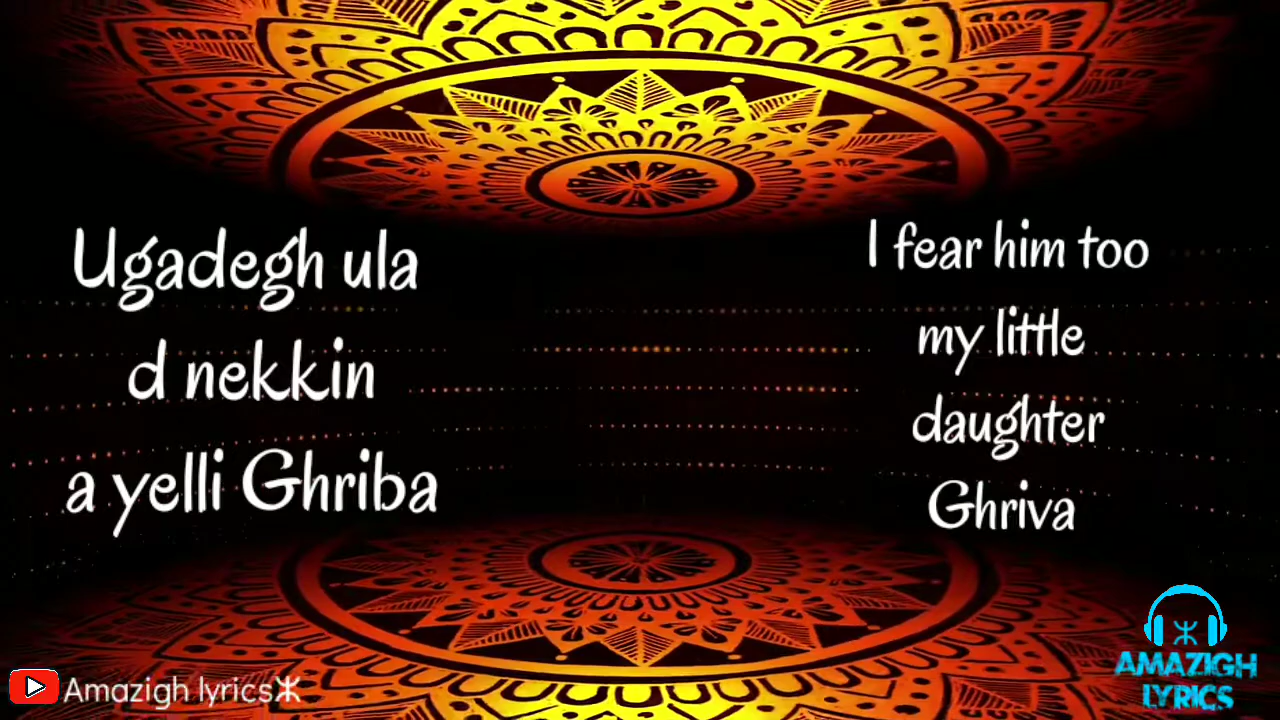 Ugadegh ula
d nekkin
a yelli Ghriba
I fear him too
my little
daughter
Ghriva
Amazigh lyricsⵣ
ⵣ
AMAZIGH
LYRICS